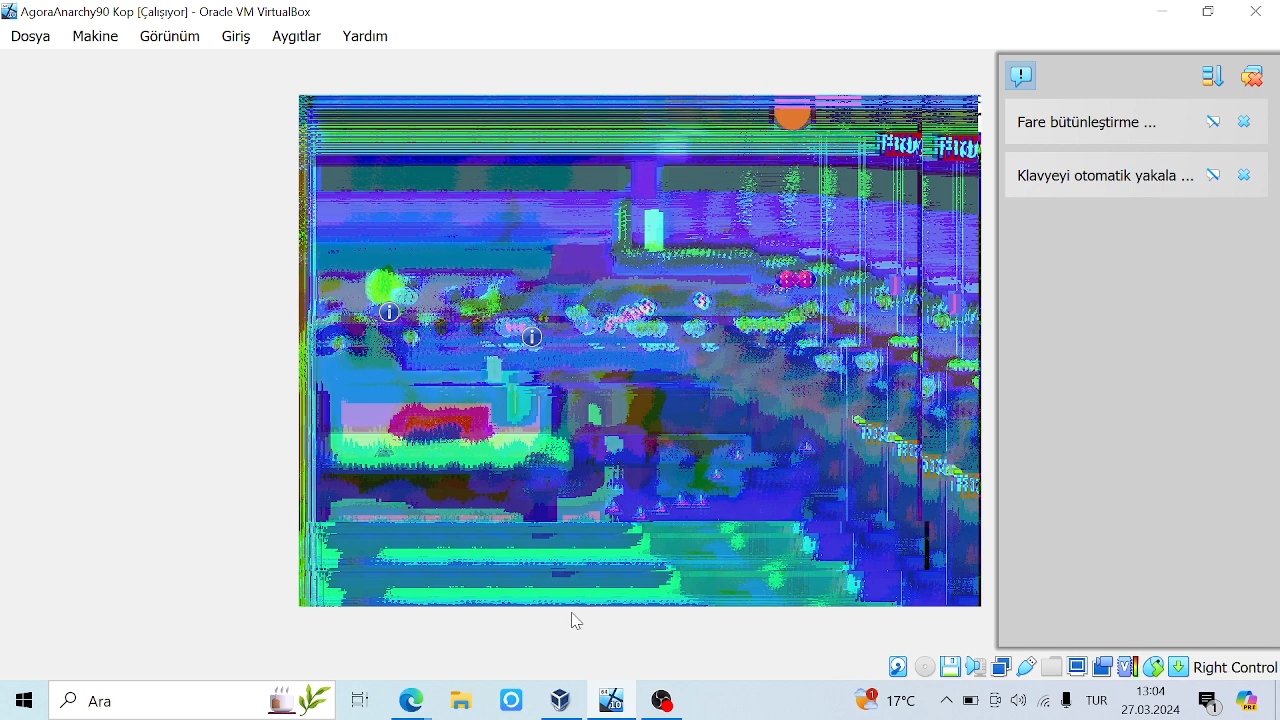 AgoraAnarchy90 Kop [Çalışıyor] - Oracle VM VirtualBox
Dosya Makine Görünüm Giriş Aygıtlar Yardım
Fare bütünleştirme ...
Klavyeyi otomatik yakala ...
Right Control
Ara
17°C
TUR
13:04
27.03.2024